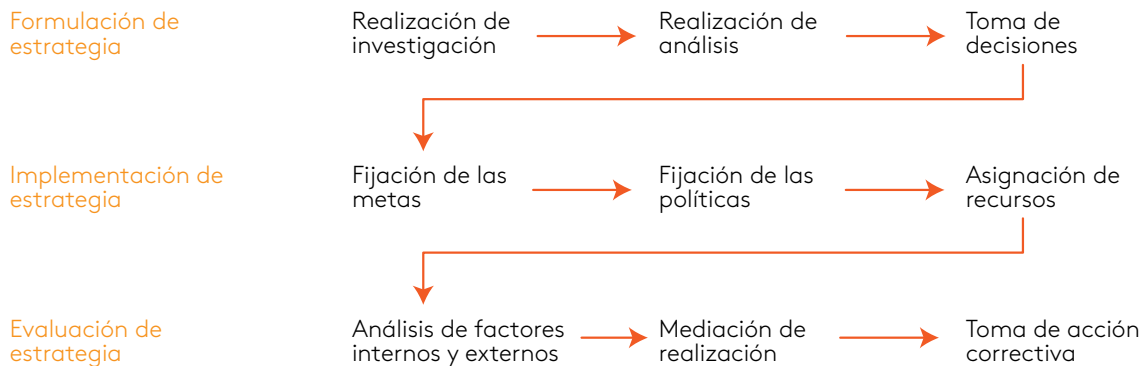 Formulación de
estrategia
Realización de
investigación
Realización de
análisis
Toma de
decisiones
Implementación de
estrategia
Fijación de las
metas
Fijación de las
políticas
Asignación de
recursos
Evaluación de
estrategia
Análisis de factores
internos y externos
Mediación de
realización
Toma de acción
correctiva